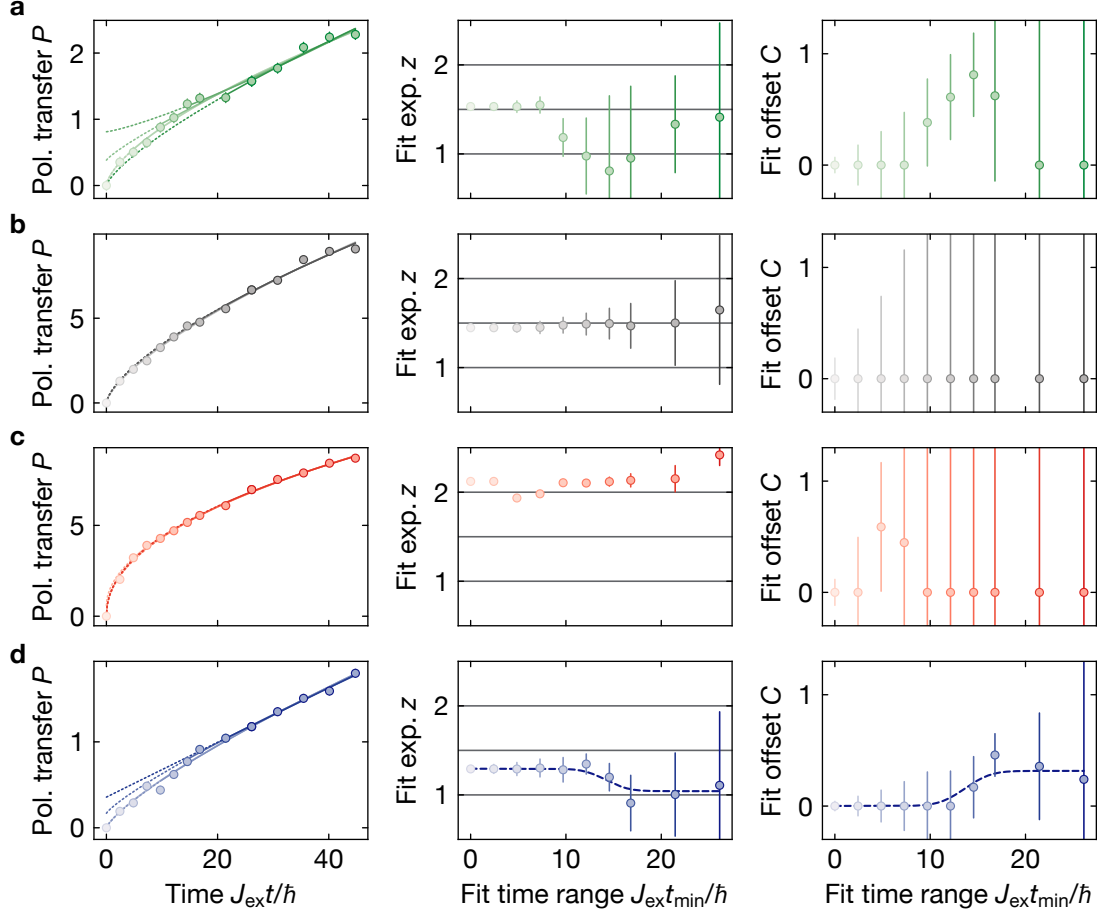 a
Pol. transfer P
2
1
0
Fit exp. z
2
1
Fit offset C
1
0
b
Pol. transfer P
5
0
Fit exp. z
2
1
Fit offset C
1
0
c
Pol. transfer P
5
0
Fit exp. z
2
1
Fit offset C
1
0
d
Pol. transfer P
1
0
Fit exp. z
2
1
Fit offset C
1
0
0 20 40
0 10 20
0 10 20
Time J_ex t/ħ
Fit time range J_ex t_min/ħ
Fit time range J_ex t_min/ħ